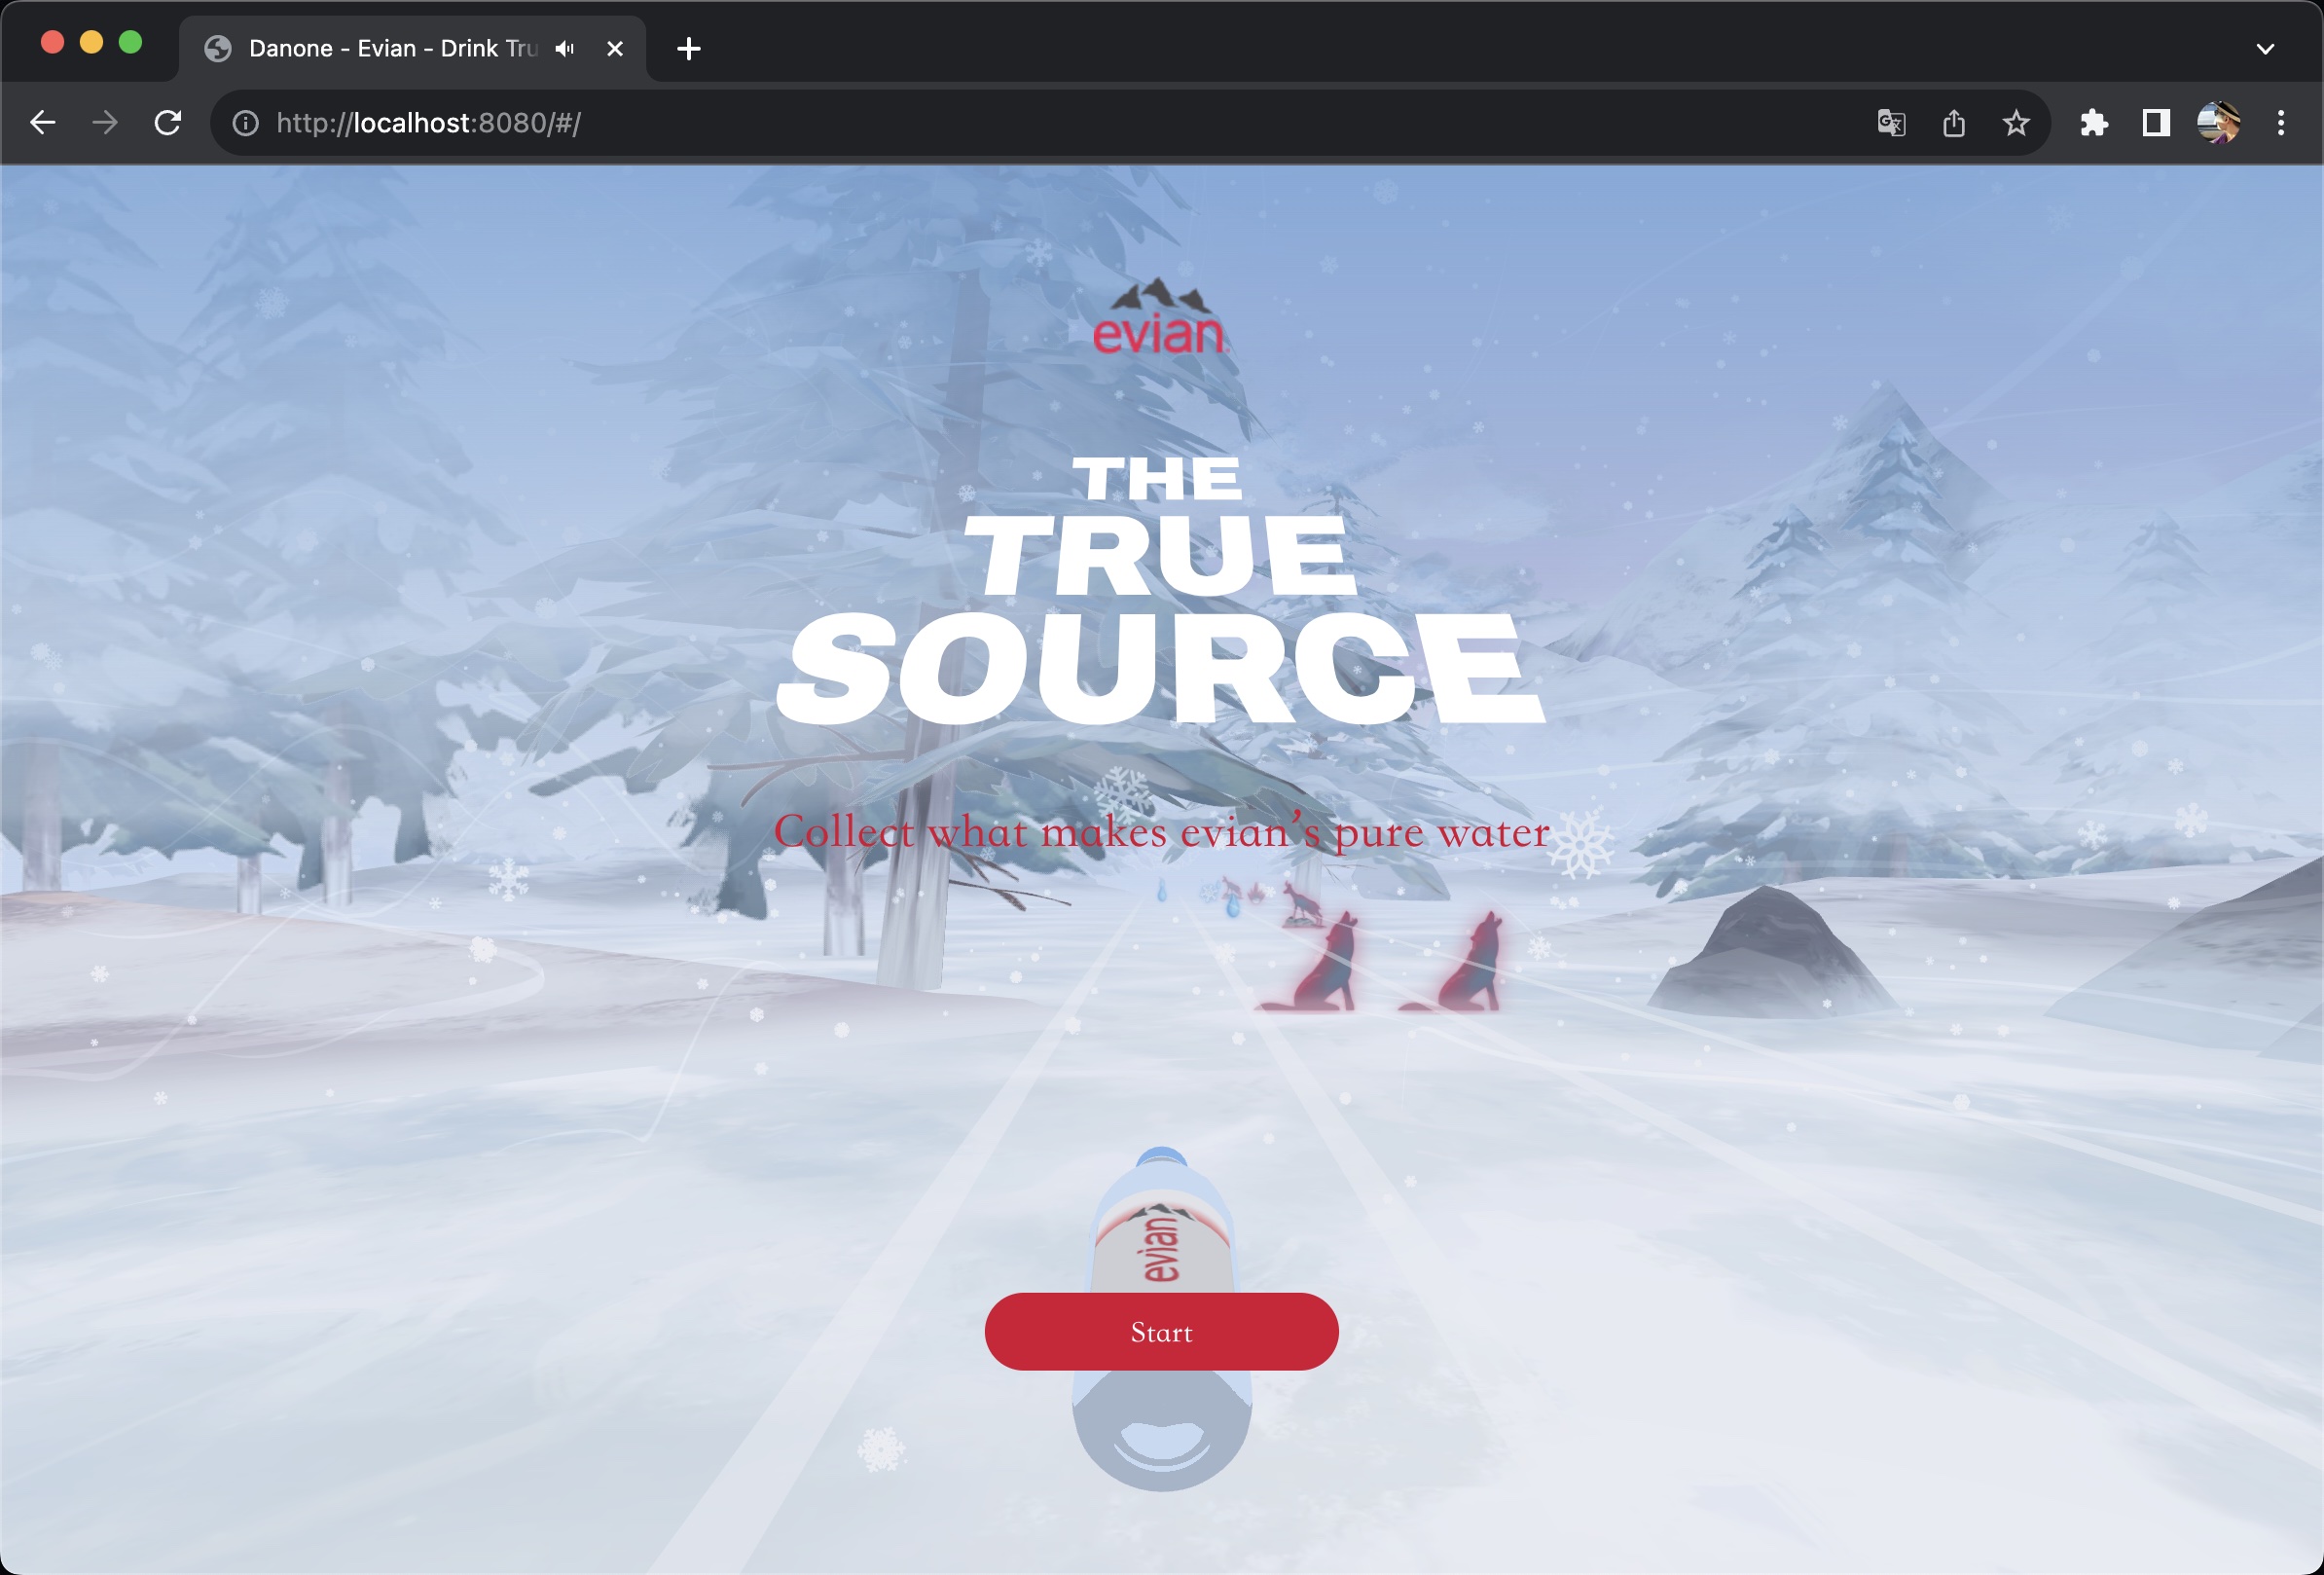 Danone - Evian - Drink Tru
http://localhost:8080/#/
evian
THE
TRUE
SOURCE
Collect what makes evian’s pure water
evian
Start